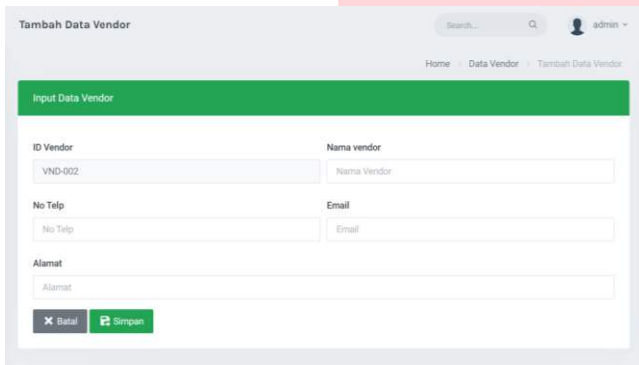 Tambah Data Vendor Search... admin
Home Data Vendor Tambah Data Vendor
Input Data Vendor
ID Vendor Nama vendor
VND-002 Nama Vendor
No Telp Email
No Telp Email
Alamat
Alamat
Batal Simpan